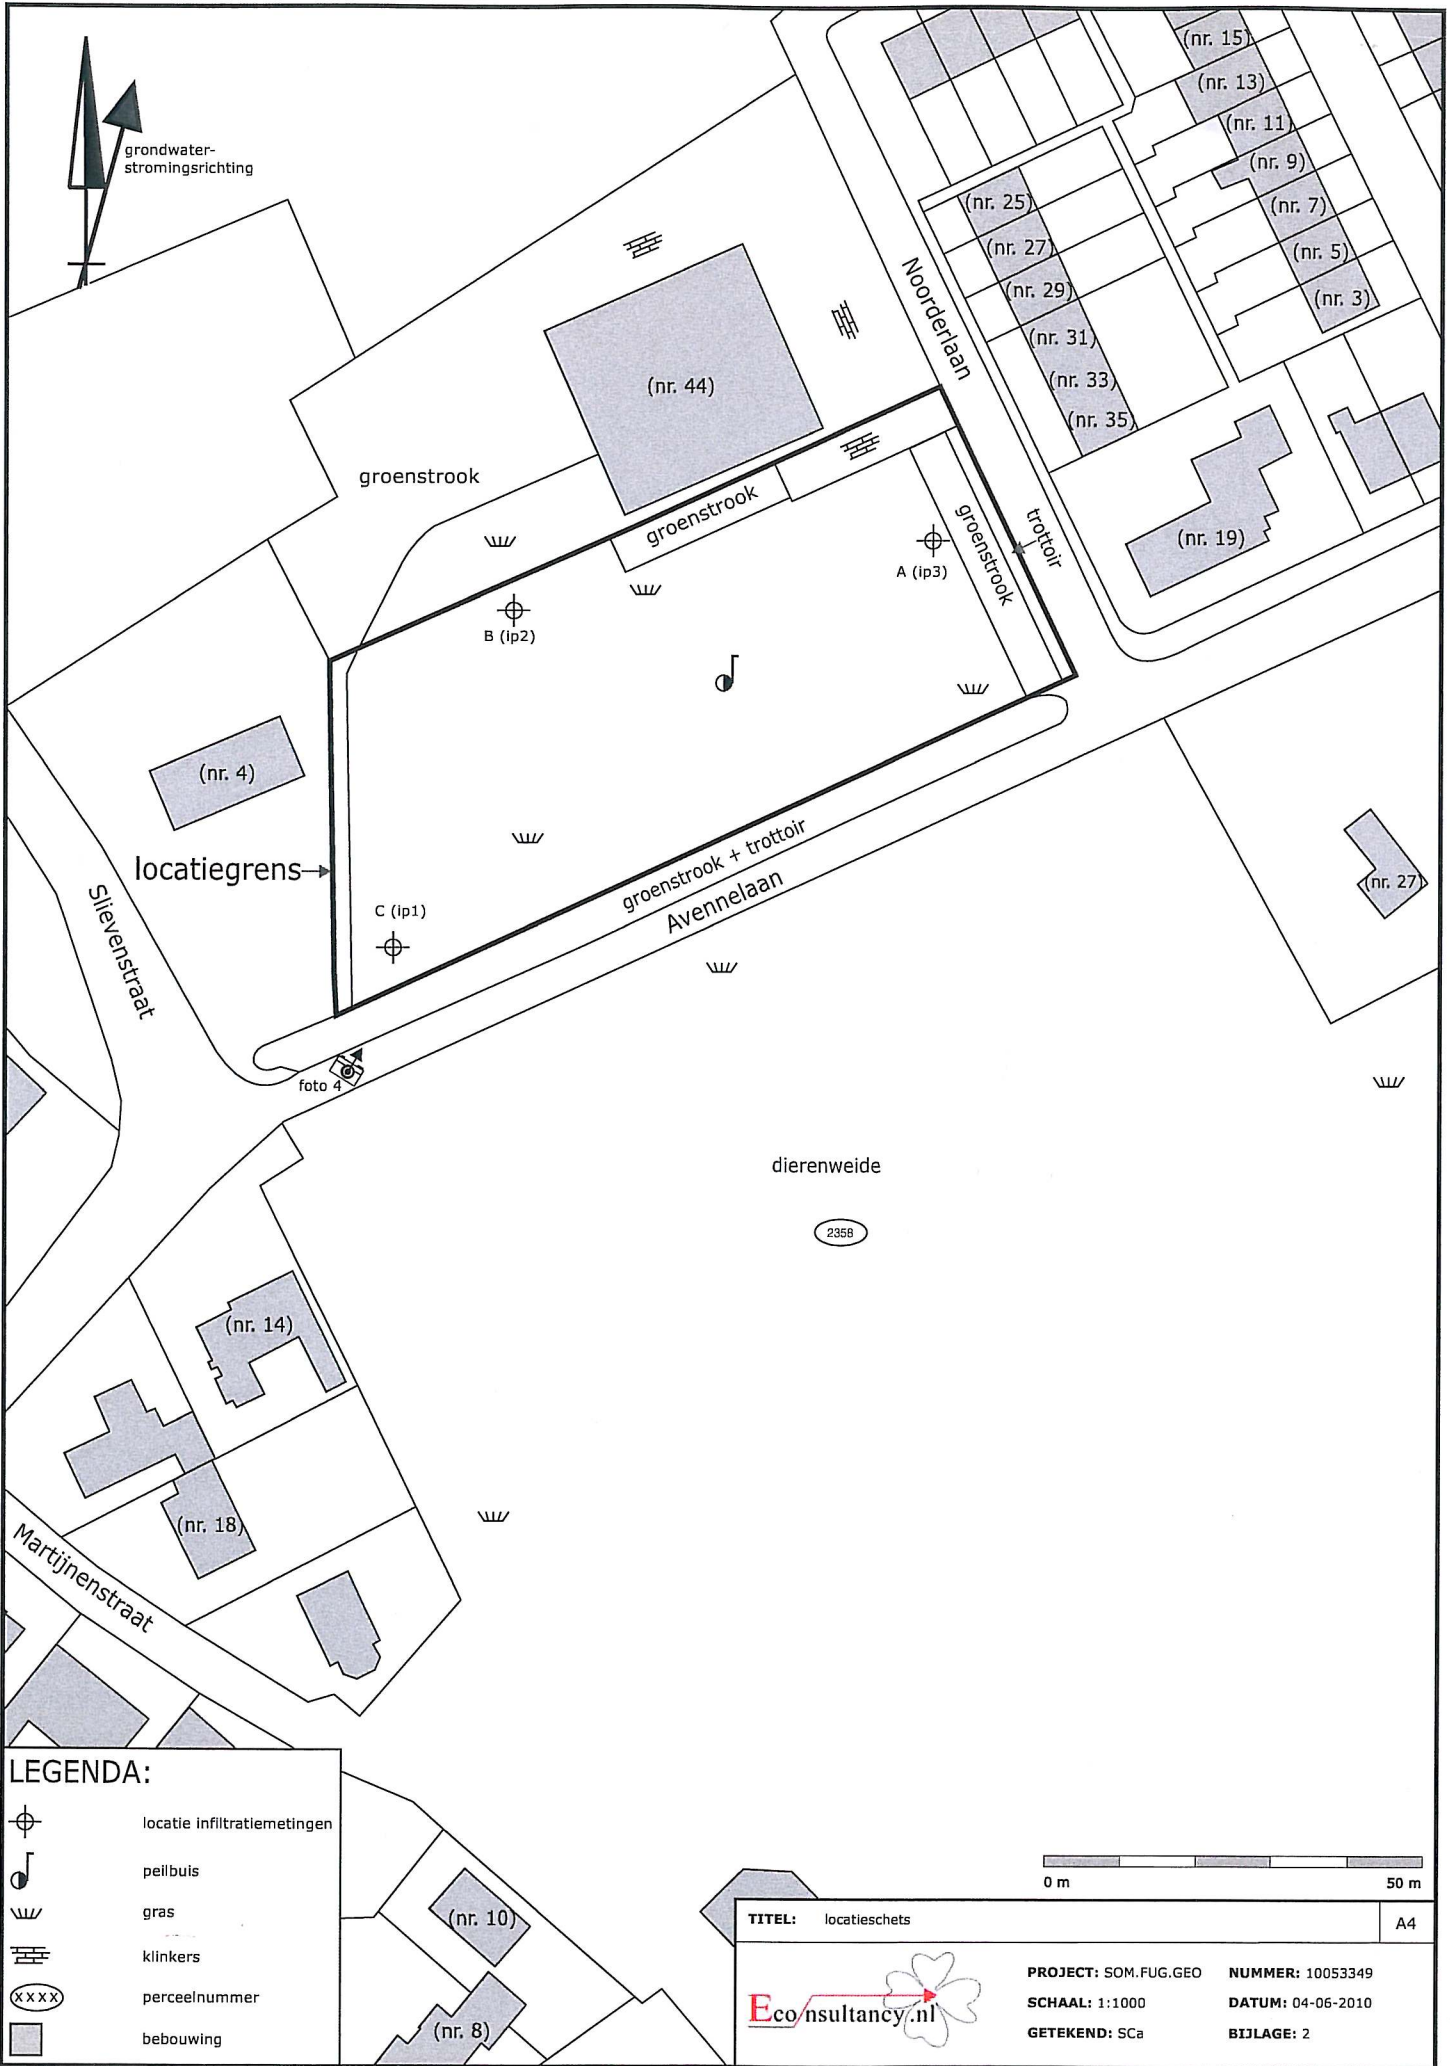 grondwater-
stromingsrichting
(nr. 15)
(nr. 13)
(nr. 11)
(nr. 9)
(nr. 7)
(nr. 5)
(nr. 3)
(nr. 25)
(nr. 27)
(nr. 29)
(nr. 31)
(nr. 33)
(nr. 35)
Noorderlaan
(nr. 44)
groenstrook
groenstrook
groenstrook
trottoir
(nr. 19)
A (ip3)
B (ip2)
(nr. 4)
locatiegrens
C (ip1)
groenstrook + trottoir
Avennelaan
(nr. 27)
Slievenstraat
foto 4
dierenweide
2358
(nr. 14)
(nr. 18)
Martijnenstraat
LEGENDA:
locatie infiltratiemetingen
peilbuis
gras
klinkers
xxxx perceelnummer
bebouwing
(nr. 10)
(nr. 8)
0 m 50 m
TITEL: locatieschets A4
Econsultancy.nl
PROJECT: SOM.FUG.GEO NUMMER: 10053349
SCHAAL: 1:1000 DATUM: 04-06-2010
GETEKEND: SCa BIJLAGE: 2